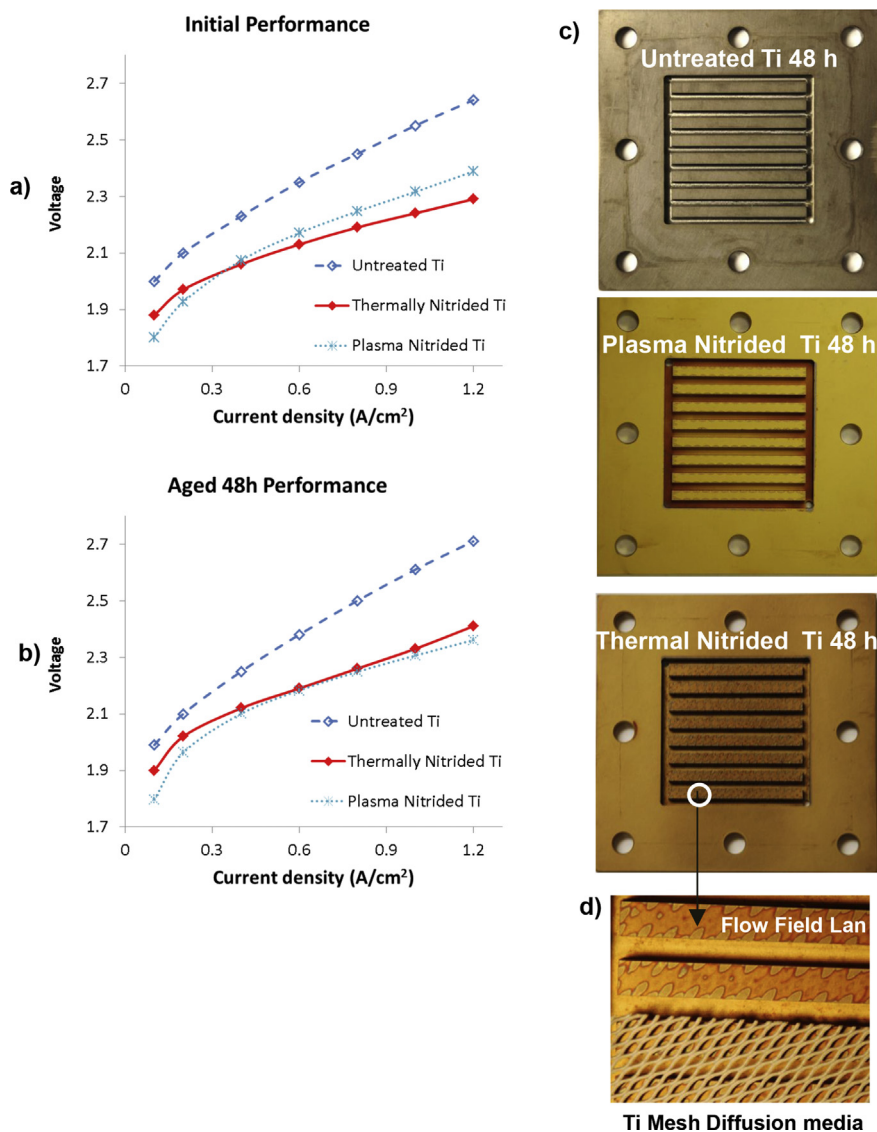 a)
Initial Performance
Voltage
2.7
2.5
2.3
2.1
1.9
1.7
0
0.3
0.6
0.9
1.2
Current density (A/cm²)
Untreated Ti
Thermally Nitrided Ti
Plasma Nitrided Ti
b)
Aged 48h Performance
Voltage
2.7
2.5
2.3
2.1
1.9
1.7
0
0.3
0.6
0.9
1.2
Current density (A/cm²)
Untreated Ti
Thermally Nitrided Ti
Plasma Nitrided Ti
c)
Untreated Ti 48 h
Plasma Nitrided Ti 48 h
Thermal Nitrided Ti 48 h
d)
Flow Field Lan
Ti Mesh Diffusion media